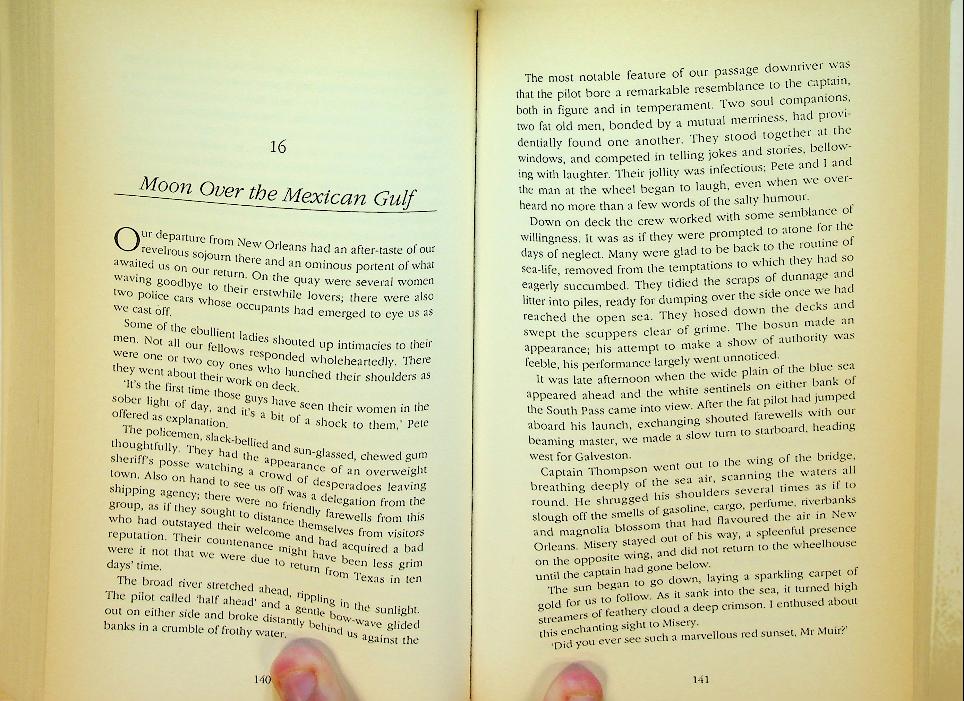 16
Moon Over the Mexican Gulf
Our departure from New Orleans had an after-taste of our
revelrous sojourn there and an ominous portent of what
awaited us on our return. On the quay were several women
waving goodbye to their erstwhile lovers; there were also
two police cars whose occupants had emerged to eye us as
we cast off.
Some of the ebullient ladies shouted up intimacies to their
men. Not all our fellows responded wholeheartedly. There
were one or two coy ones who hunched their shoulders as
they went about their work on deck.
'It's the first time those guys have seen their women in the
sober light of day, and it's a bit of a shock to them,' Pete
offered as explanation.
The policemen, slack-bellied and sun-glassed, chewed gum
thoughtfully. They had the appearance of an overweight
sheriff's posse watching a crowd of desperadoes leaving
town. Also on hand to see us off was a delegation from the
shipping agency; there were no friendly farewells from this
group, as if they sought to distance themselves from visitors
who had outstayed their welcome and had acquired a bad
reputation. Their countenance might have been less grim
were it not that we were due to return from Texas in ten
days' time.
The broad river stretched ahead, rippling in the sunlight.
The pilot called 'half ahead' and a gentle bow-wave glided
out on either side and broke distantly behind us against the
banks in a crumble of frothy water.
140
The most notable feature of our passage downriver was
that the pilot bore a remarkable resemblance to the captain,
both in figure and in temperament. Two soul companions,
two fat old men, bonded by a mutual merriness, had provi-
dentially found one another. They stood together at the
windows, and competed in telling jokes and stories, bellow-
ing with laughter. Their jollity was infectious; Pete and I and
the man at the wheel began to laugh, even when we over-
heard no more than a few words of the salty humour.
Down on deck the crew worked with some semblance of
willingness. It was as if they were prompted to atone for the
days of neglect. Many were glad to be back to the routine of
sea-life, removed from the temptations to which they had so
eagerly succumbed. They tidied the scraps of dunnage and
litter into piles, ready for dumping over the side once we had
reached the open sea. They hosed down the decks and
swept the scuppers clear of grime. The bosun made an
appearance; his attempt to make a show of authority was
feeble, his performance largely went unnoticed.
It was late afternoon when the wide plain of the blue sea
appeared ahead and the white sentinels on either bank of
the South Pass came into view. After the fat pilot had jumped
aboard his launch, exchanging shouted farewells with our
beaming master, we made a slow turn to starboard, heading
west for Galveston.
Captain Thompson went out to the wing of the bridge,
breathing deeply of the sea air, scanning the waters all
round. He shrugged his shoulders several times as if to
slough off the smells of gasoline, cargo, perfume, riverbanks
and magnolia blossom that had flavoured the air in New
Orleans. Misery stayed out of his way, a spleenful presence
on the opposite wing, and did not return to the wheelhouse
until the captain had gone below.
The sun began to go down, laying a sparkling carpet of
gold for us to follow. As it sank into the sea, it turned high
streamers of feathery cloud a deep crimson. I enthused about
this enchanting sight to Misery.
'Did you ever see such a marvellous red sunset, Mr Muir?'
141